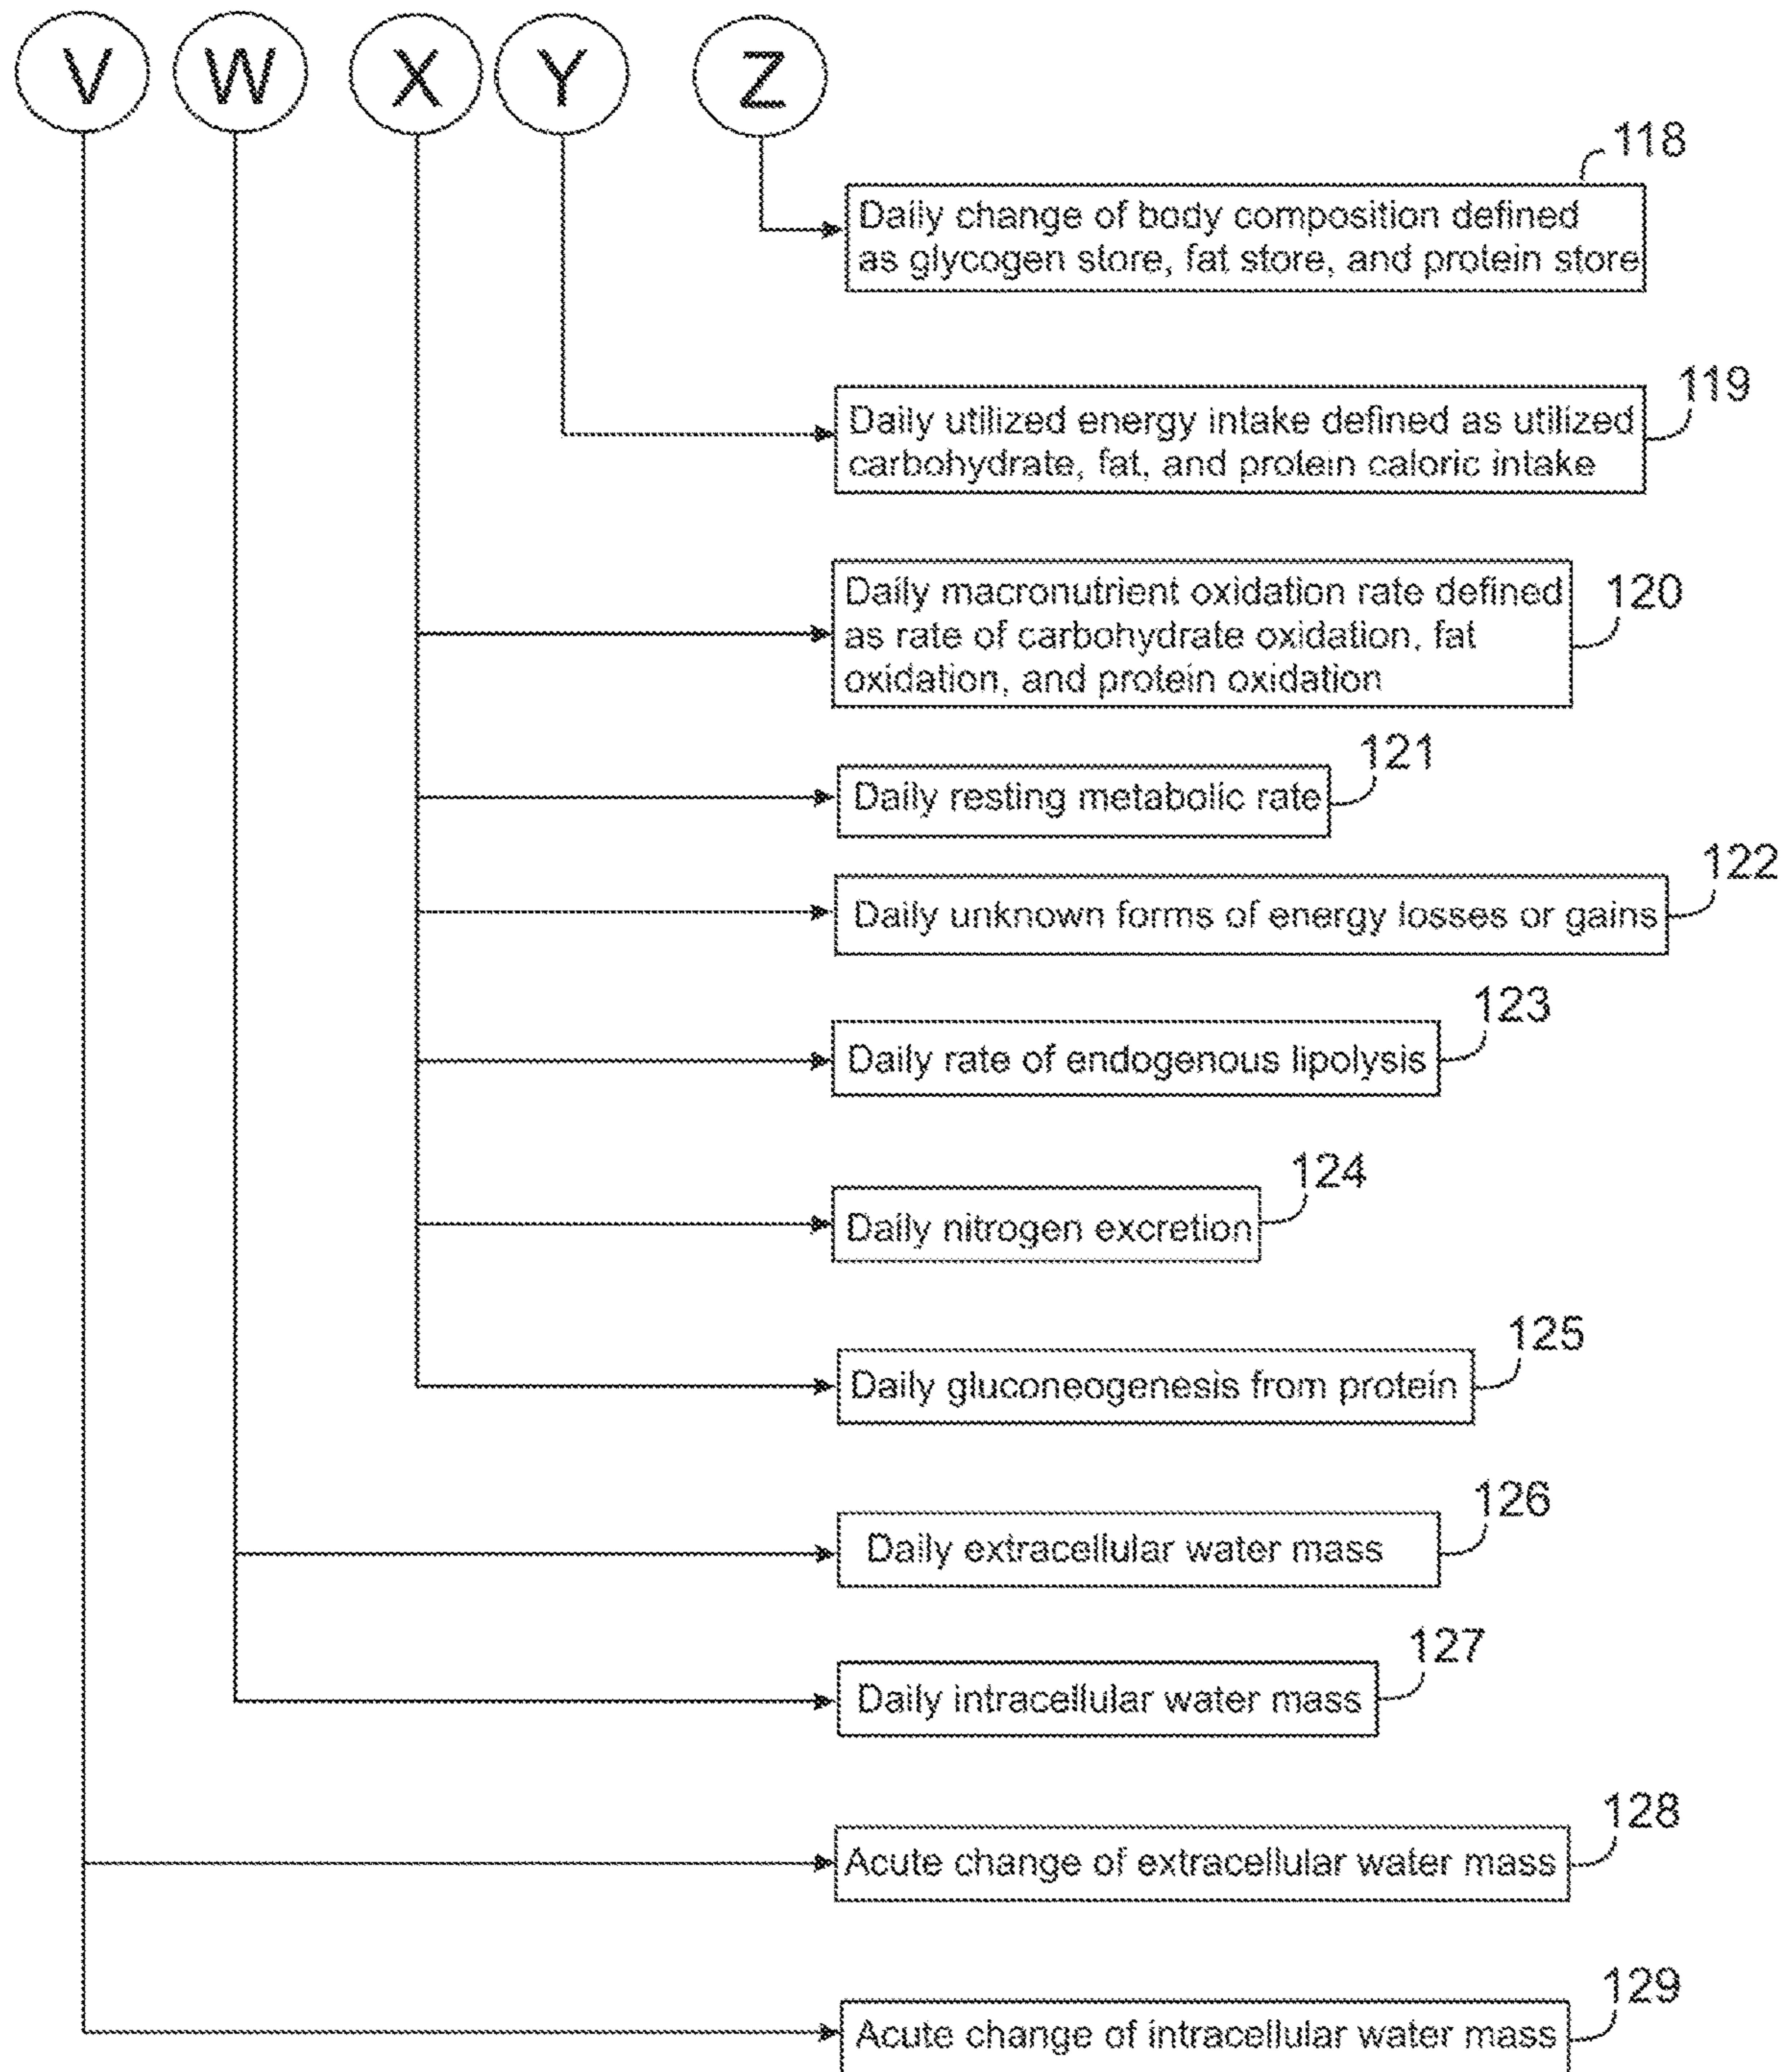 V W X Y Z
118
Daily change of body composition defined
as glycogen store, fat store, and protein store
119
Daily utilized energy intake defined as utilized
carbohydrate, fat, and protein caloric intake
120
Daily macronutrient oxidation rate defined
as rate of carbohydrate oxidation, fat
oxidation, and protein oxidation
121
Daily resting metabolic rate
122
Daily unknown forms of energy losses or gains
123
Daily rate of endogenous lipolysis
124
Daily nitrogen excretion
125
Daily gluconeogenesis from protein
126
Daily extracellular water mass
127
Daily intracellular water mass
128
Acute change of extracellular water mass
129
Acute change of intracellular water mass